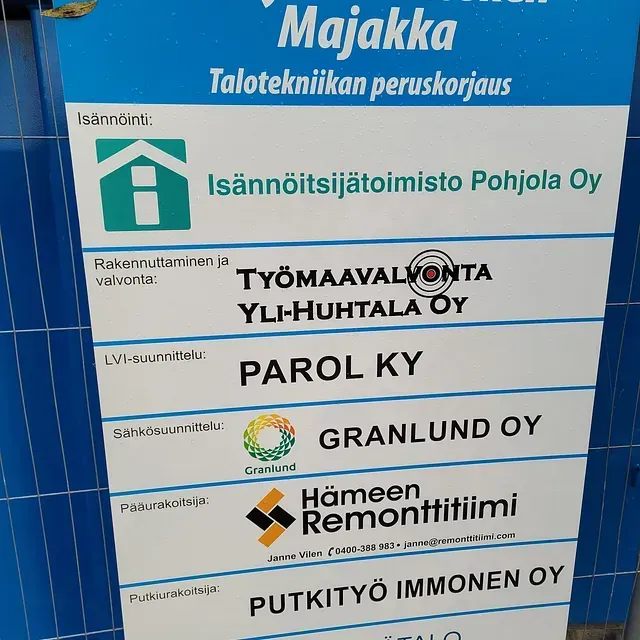 Majakka
Talotekniikan peruskorjaus
Isännöinti:
Isännöitsijätoimisto Pohjola Oy
Rakennuttaminen ja
valvonta:
TYÖMAAVALVONTA
YLI-HUHTALA OY
LVI-suunnittelu:
PAROL KY
Sähkösuunnittelu:
Granlund
GRANLUND OY
Pääurakoitsija:
Hämeen
Remonttitiimi
Janne Vilen ✆0400-388 983 • janne@remonttitiimi.com
Putkiurakoitsija:
PUTKITYÖ IMMONEN OY